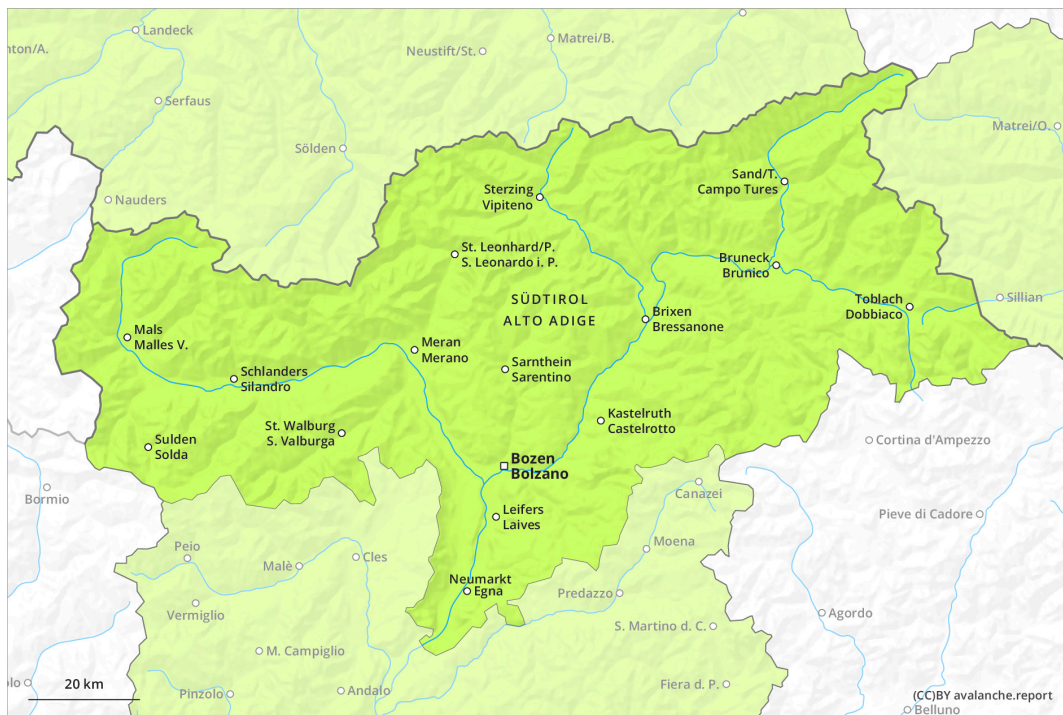 Landeck
nton/A.
Neustift/St.
Matrei/B.
Serfaus
Matrei/O.
Sölden
Nauders
Sand/T.
Campo Tures
Sterzing
Vipiteno
St. Leonhard/P.
S. Leonardo i. P.
Bruneck
Brunico
SÜDTIROL
ALTO ADIGE
Toblach
Dobbiaco
Sillian
Brixen
Bressanone
Mals
Malles V.
Meran
Merano
Sarnthein
Sarentino
Schlanders
Silandro
Kastelruth
Castelrotto
St. Walburg
S. Valburga
Sulden
Solda
Cortina d'Ampezzo
Bozen
Bolzano
Bormio
Canazei
Leifers
Laives
Pieve di Cadore
Peio
Cles
Malè
Moena
Neumarkt
Egna
Predazzo
Vermiglio
Agordo
S. Martino d. C.
M. Campiglio
20 km
olo
Pinzolo
Andalo
Fiera d. P.
(CC)BY avalanche.report
Belluno